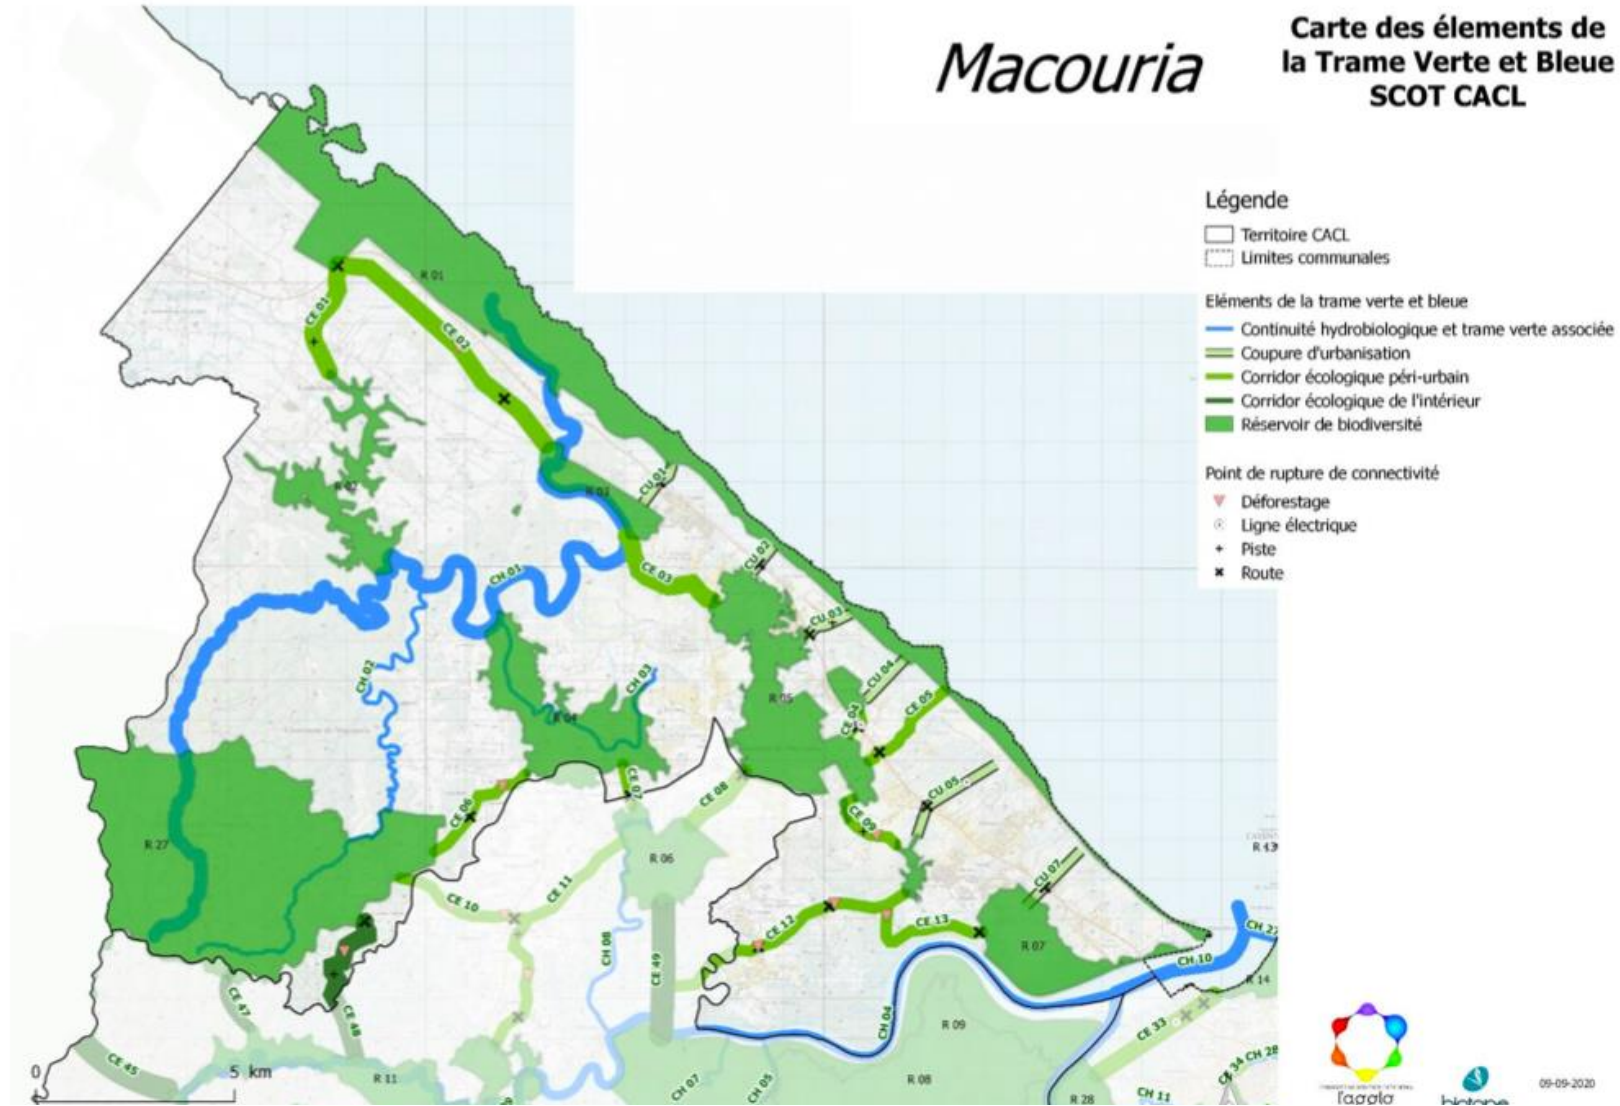 Macouria
Carte des élements de
la Trame Verte et Bleue
SCOT CACL
Légende
Territoire CACL
Limites communales
Eléments de la trame verte et bleue
Continuité hydrobiologique et trame verte associée
Coupure d'urbanisation
Corridor écologique péri-urbain
Corridor écologique de l'intérieur
Réservoir de biodiversité
Point de rupture de connectivité
Déforestage
Ligne électrique
Piste
Route
R 01
CE 01
CE 02
CU 01
CU 02
CE 03
CH 01
CU 03
CH 02
CH 03
CU 04
R 04
R 05
CE 04
CE 05
CE 06
CE 07
CE 08
CU 05
CE 09
R 27
R 06
CE 10
CE 11
CU 07
CE 12
CE 13
R 07
CH 08
CE 49
CH 10
R 14
CE 47
CE 48
CH 04
R 09
CE 33
CE 45
R 11
CH 07
CH 05
R 08
CE 34
CH 28
R 28
CH 11
0
5 km
l'agglo
biotope
09-09-2020